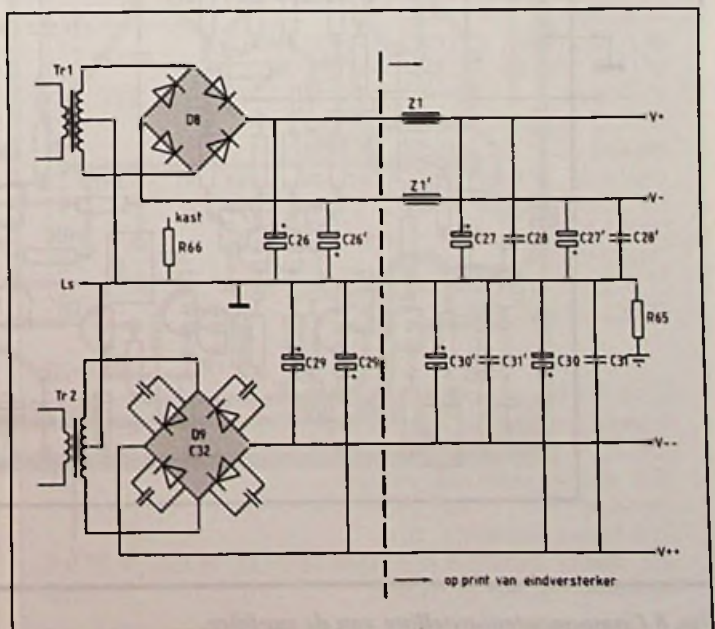 Tr1
D8
Z1
V+
Z1'
V-
kast
R66
C26
C26'
C27
C28
C27'
C28'
Ls
R65
C29
C29
C30'
C31'
C30
C31
Tr2
D9
C32
V--
V++
op print van eindversterker